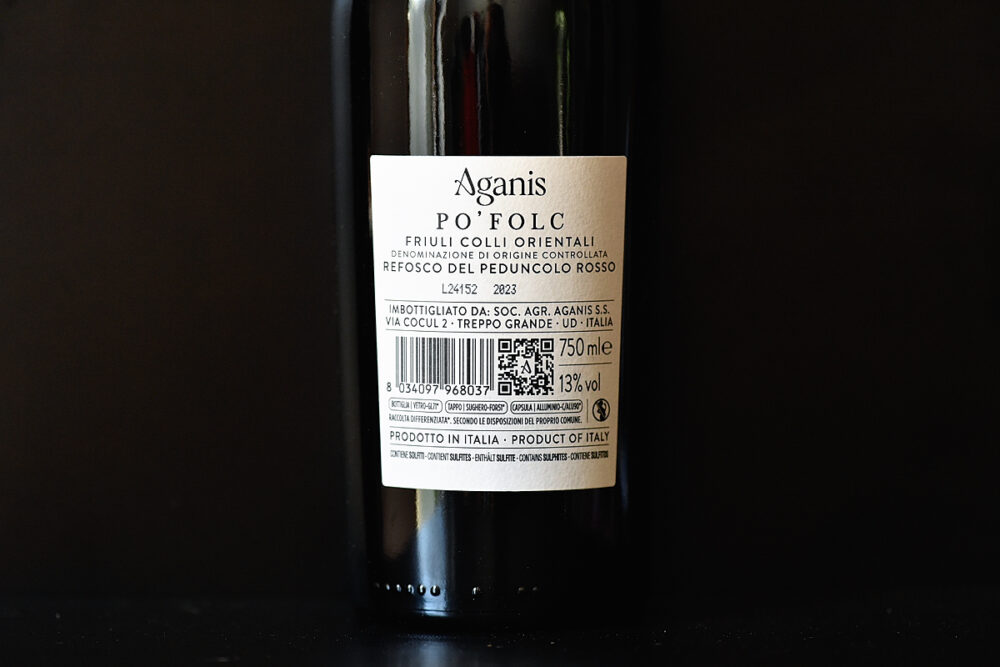 Aganis
PO'FOLC
FRIULI COLLI ORIENTALI
DENOMINAZIONE DI ORIGINE CONTROLLATA
REFOSCO DEL PEDUNCOLO ROSSO
L24152 2023
IMBOTTIGLIATO DA: SOC. AGR. AGANIS S.S.
VIA COCUL 2 · TREPPO GRANDE · UD · ITALIA
750 ml e
8 034097 968037
13% vol
BOTTIGLIA | VETRO-GL71* TAPPO | SUGHERO-FOR51* CAPSULA | ALLUMINIO-C/ALU90*
RACCOLTA DIFFERENZIATA*. SECONDO LE DISPOSIZIONI DEL PROPRIO COMUNE.
PRODOTTO IN ITALIA · PRODUCT OF ITALY
CONTIENE SOLFITI - CONTIENT SULFITES - ENTHÄLT SULFITE - CONTAINS SULPHITES - CONTIENE SULFITOS